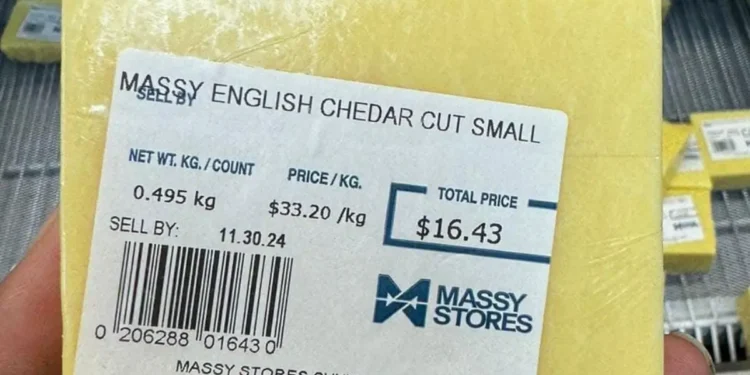 MASSY ENGLISH CHEDAR CUT SMALL
SELL BY
NET WT. KG. / COUNT
PRICE / KG.
TOTAL PRICE
0.495 kg
$33.20 /kg
$16.43
SELL BY:
11.30.24
MASSY
STORES
0 206288 01643 0
MASSY STORES